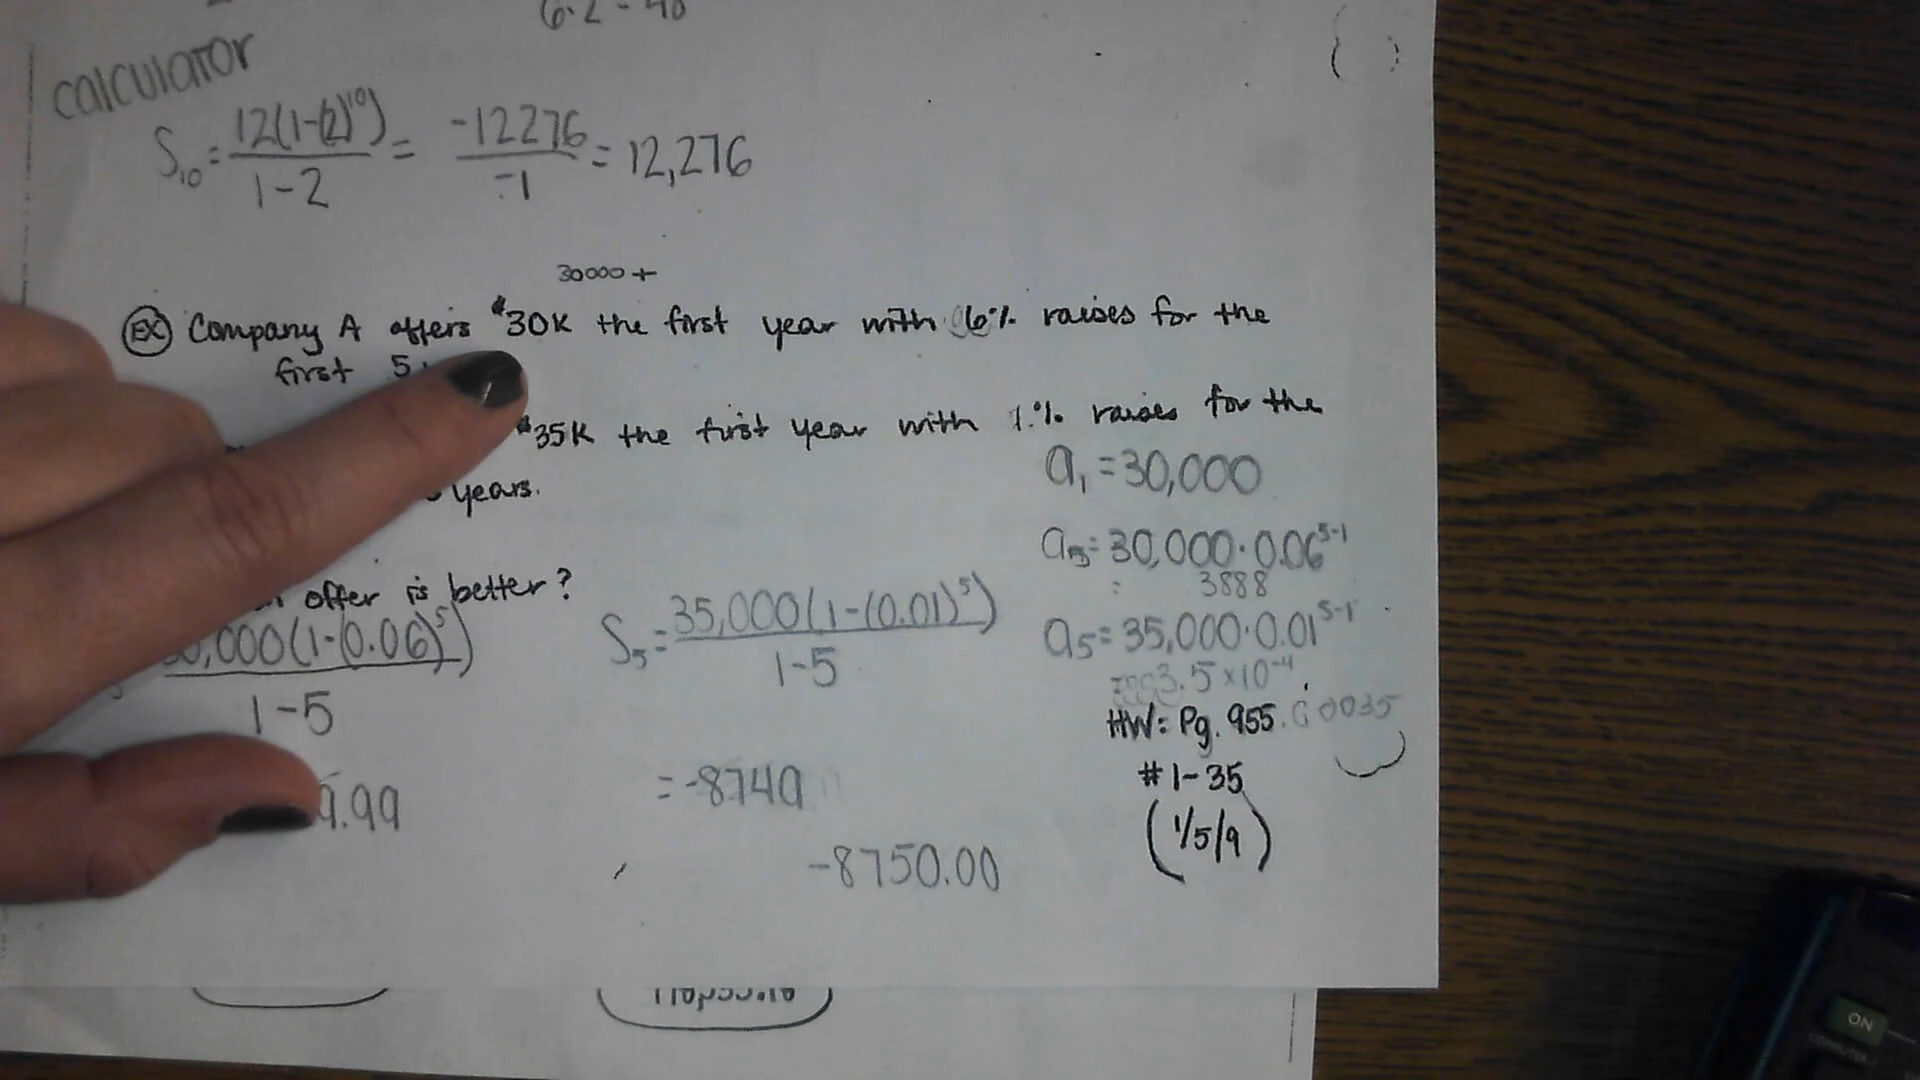 6·2 = 
calculator
S₁₀ = 12(1-(2)¹⁰) / 1-2 = -12276 / -1 = 12,276
30000 +
EX Company A offers $30K the first year with 6% raises for the
first 5
$35K the first year with 1% raises for the
years.
a₁ = 30,000
a₅ = 30,000·0.06⁵⁻¹
= .3888
offer is better?
,000(1-(0.06)⁵) / 1-5
S₅ = 35,000(1-(0.01)⁵) / 1-5
a₅ = 35,000·0.01⁵⁻¹
3.5 x 10⁻⁴
HW: Pg. 955 .00035
# 1-35
(1/5/9)
9.99
= -8749
-8750.00
ON